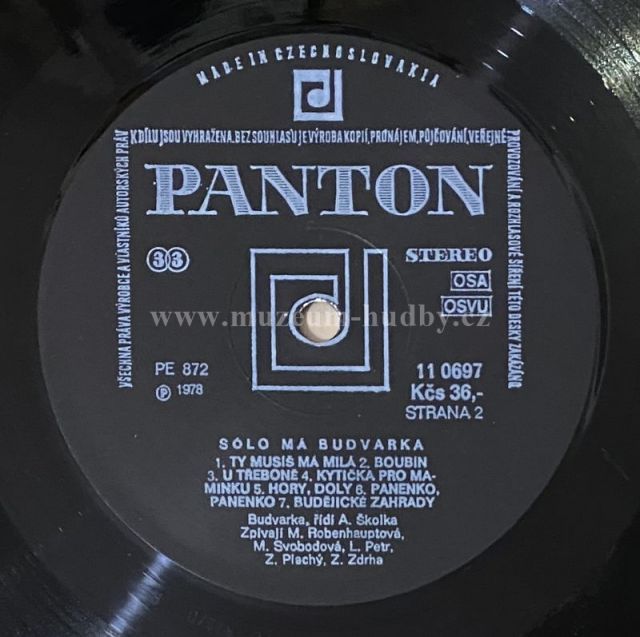 MADE IN CZECHOSLOVAKIA
VŠECHNA PRÁVA VÝROBCE A VLASTNÍKŮ AUTORSKÝCH PRÁV
K DÍLU JSOU VYHRAŽENA. BEZ SOUHLASU JE VÝROBA KOPIÍ, PRONÁJEM, PŮJČOVÁNÍ, VEŘEJNÉ
PROVOZOVÁNÍ A ROZHLASOVÉ ŠÍŘENÍ TÉTO DESKY ZAKÁZÁNO
PANTON
33
STEREO
OSA
OSVU
www.muzeum-hudby.cz
PE 872
Ⓟ 1978
11 0697
Kčs 36,-
STRANA 2
SÓLO MÁ BUDVARKA
1. TY MUSÍŠ MÁ MILÁ 2. BOUBÍN
3. U TŘEBONĚ 4. KYTIČKA PRO MA-
MINKU 5. HORY, DOLY 6. PANENKO,
PANENKO 7. BUDĚJICKÉ ZAHRADY
Budvarka, řídí A. Školka
Zpívají M. Robenhauptová,
M. Svobodová, L. Petr,
Z. Plachý, Z. Zdrha